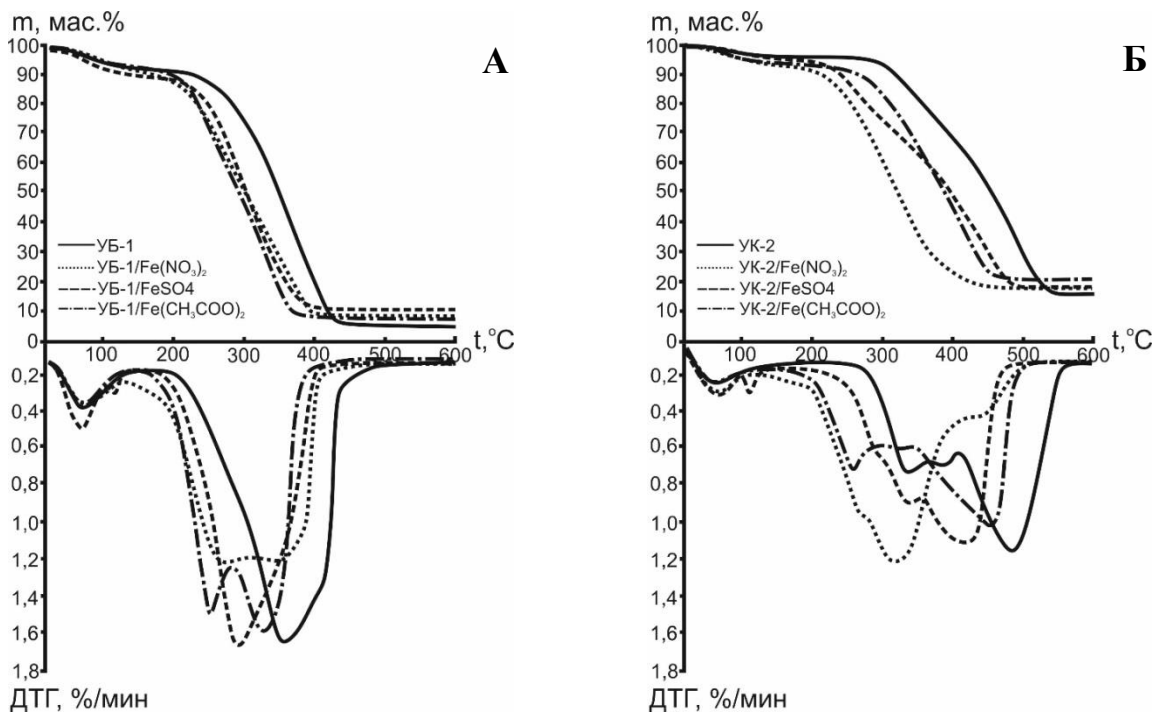 m, мас.%
А
100
90
80
70
60
50
40
30
20
10
0
УБ-1
УБ-1/Fe(NO₃)₂
УБ-1/FeSO4
УБ-1/Fe(CH₃COO)₂
100 200 300 400 500 600
t,°C
0,2
0,4
0,6
0,8
1,0
1,2
1,4
1,6
1,8
ДТГ, %/мин
m, мас.%
Б
100
90
80
70
60
50
40
30
20
10
0
УК-2
УК-2/Fe(NO₃)₂
УК-2/FeSO4
УК-2/Fe(CH₃COO)₂
100 200 300 400 500 600
t,°C
0,2
0,4
0,6
0,8
1,0
1,2
1,4
1,6
1,8
ДТГ, %/мин